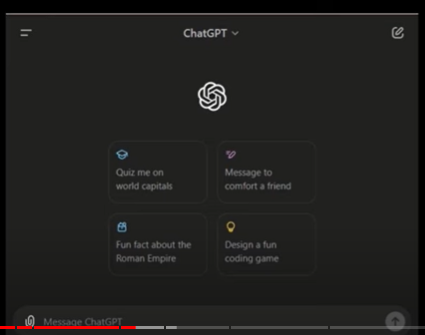 ChatGPT
Quiz me on
world capitals
Message to
comfort a friend
Fun fact about the
Roman Empire
Design a fun
coding game
Message ChatGPT